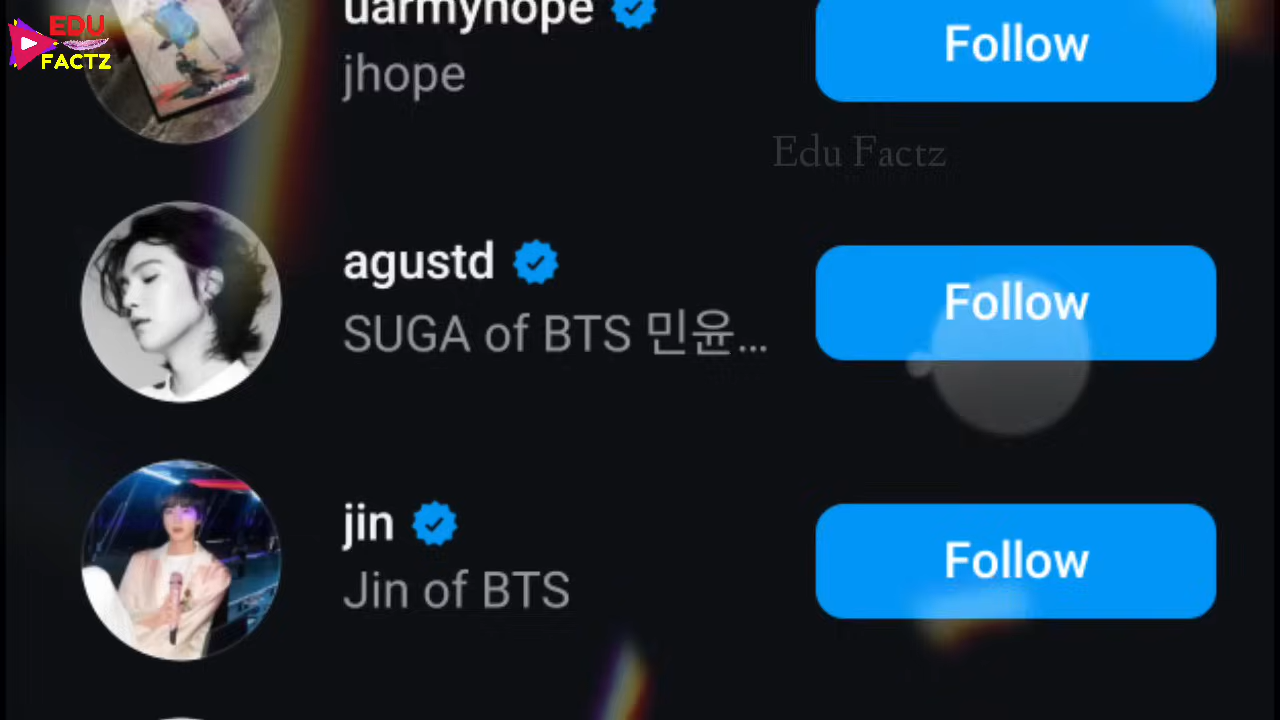 EDU
FACTZ
uarmyhope
jhope
Follow
Edu Factz
agustd
SUGA of BTS 민윤...
Follow
jin
Jin of BTS
Follow